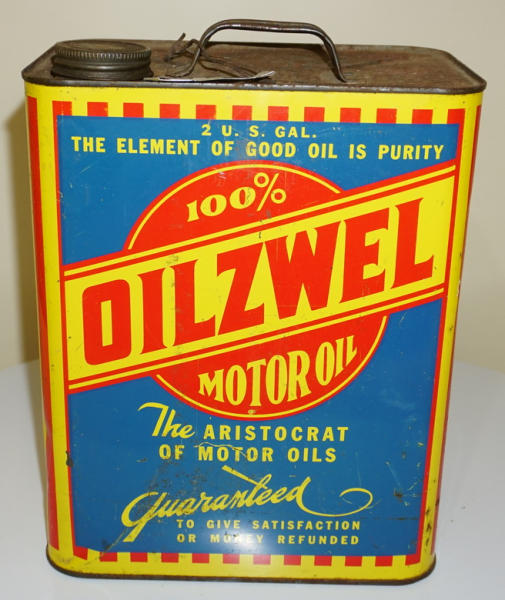 2 U. S. GAL.
THE ELEMENT OF GOOD OIL IS PURITY
100%
OILZWEL
MOTOR OIL
The ARISTOCRAT
OF MOTOR OILS
Guaranteed
TO GIVE SATISFACTION
OR MONEY REFUNDED